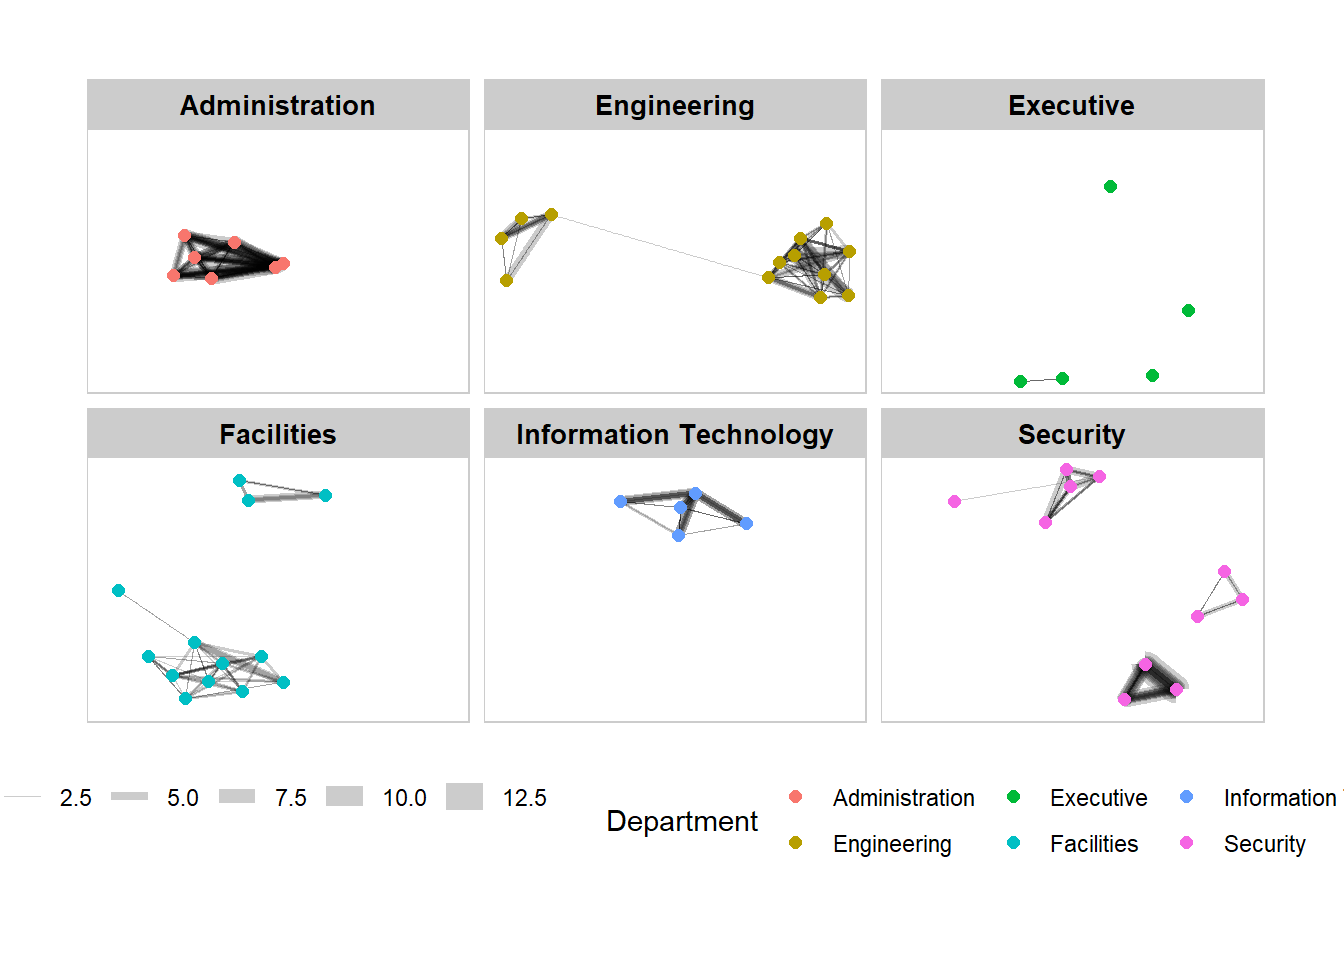 Administration
Engineering
Executive
Facilities
Information Technology
Security
2.5 5.0 7.5 10.0 12.5
Department
Administration Executive Information
Engineering Facilities Security